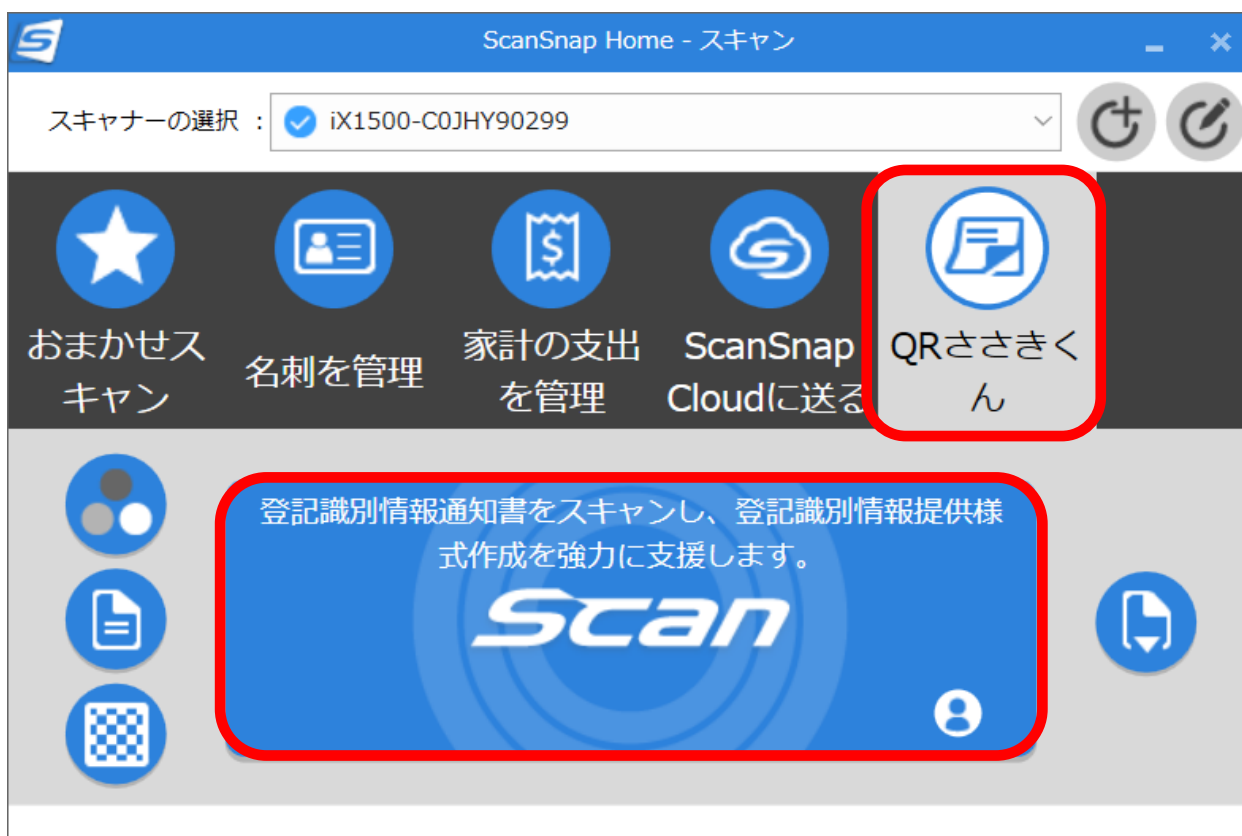 ScanSnap Home - スキャン
スキャナーの選択 :
iX1500-C0JHY90299
おまかせス
キャン
名刺を管理
家計の支出
を管理
ScanSnap
Cloudに送る
QRささきく
ん
登記識別情報通知書をスキャンし、登記識別情報提供様
式作成を強力に支援します。
Scan